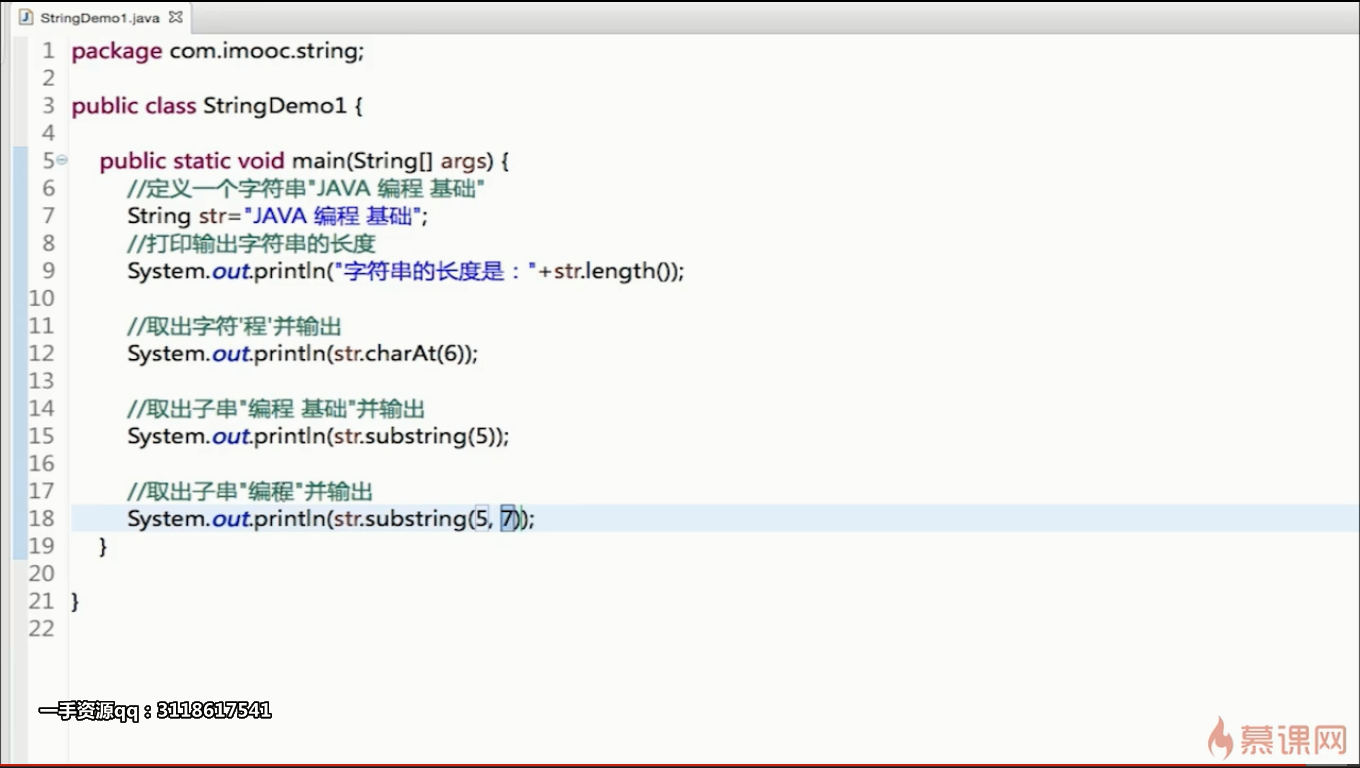 StringDemo1.java
1 package com.imooc.string;
2
3 public class StringDemo1 {
4
5 public static void main(String[] args) {
6 //定义一个字符串"JAVA 编程 基础"
7 String str="JAVA 编程 基础";
8 //打印输出字符串的长度
9 System.out.println("字符串的长度是："+str.length());
10
11 //取出字符'程'并输出
12 System.out.println(str.charAt(6));
13
14 //取出子串"编程 基础"并输出
15 System.out.println(str.substring(5));
16
17 //取出子串"编程"并输出
18 System.out.println(str.substring(5, 7));
19 }
20
21 }
22
一手资源qq：3118617541
慕课网